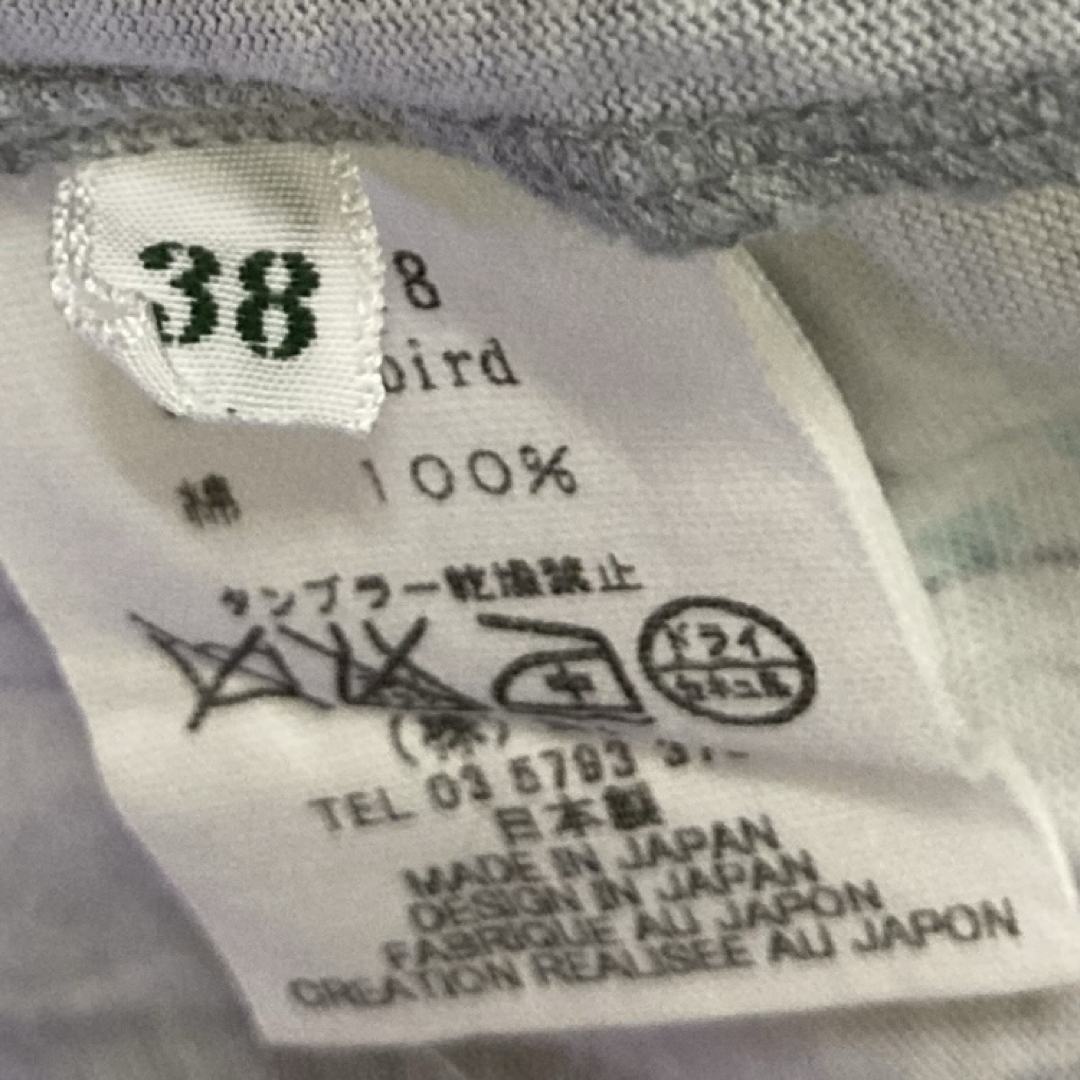 38
8
bird
綿 100%
タンブラー乾燥禁止
中
ドライ
セキユ系
(株)
TEL 03 5793
日本製
MADE IN JAPAN
DESIGN IN JAPAN
FABRIQUE AU JAPON
CREATION REALISEE AU JAPON